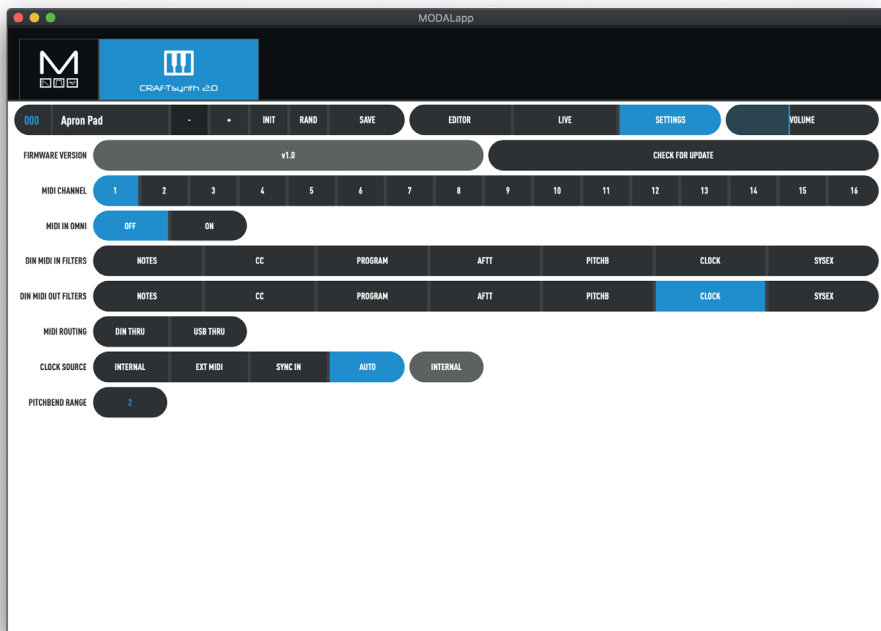 MODALapp
CRAFTsynth 2.0
000 Apron Pad - + INIT RAND SAVE EDITOR LIVE SETTINGS VOLUME
FIRMWARE VERSION v1.0 CHECK FOR UPDATE
MIDI CHANNEL 1 2 3 4 5 6 7 8 9 10 11 12 13 14 15 16
MIDI IN OMNI OFF ON
DIN MIDI IN FILTERS NOTES CC PROGRAM AFTT PITCHB CLOCK SYSEX
DIN MIDI OUT FILTERS NOTES CC PROGRAM AFTT PITCHB CLOCK SYSEX
MIDI ROUTING DIN THRU USB THRU
CLOCK SOURCE INTERNAL EXT MIDI SYNC IN AUTO INTERNAL
PITCHBEND RANGE 2